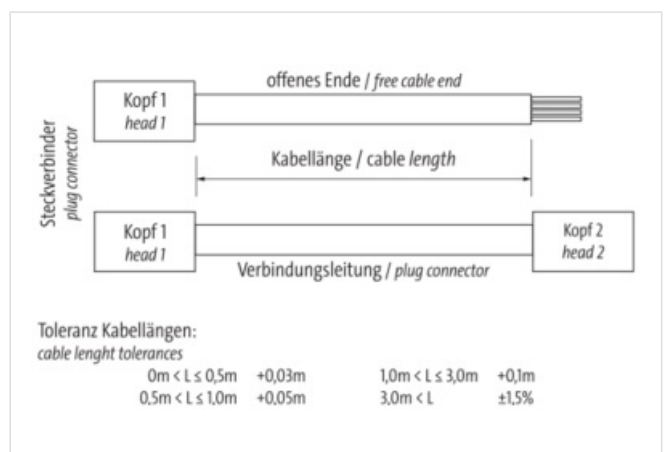 offenes Ende / free cable end
Kopf 1
head 1
Steckverbinder
plug connector
Kabellänge / cable length
Kopf 1
head 1
Kopf 2
head 2
Verbindungsleitung / plug connector
Toleranz Kabellängen:
cable lenght tolerances
0m < L ≤ 0,5m +0,03m 1,0m < L ≤ 3,0m +0,1m
0,5m < L ≤ 1,0m +0,05m 3,0m < L ±1,5%